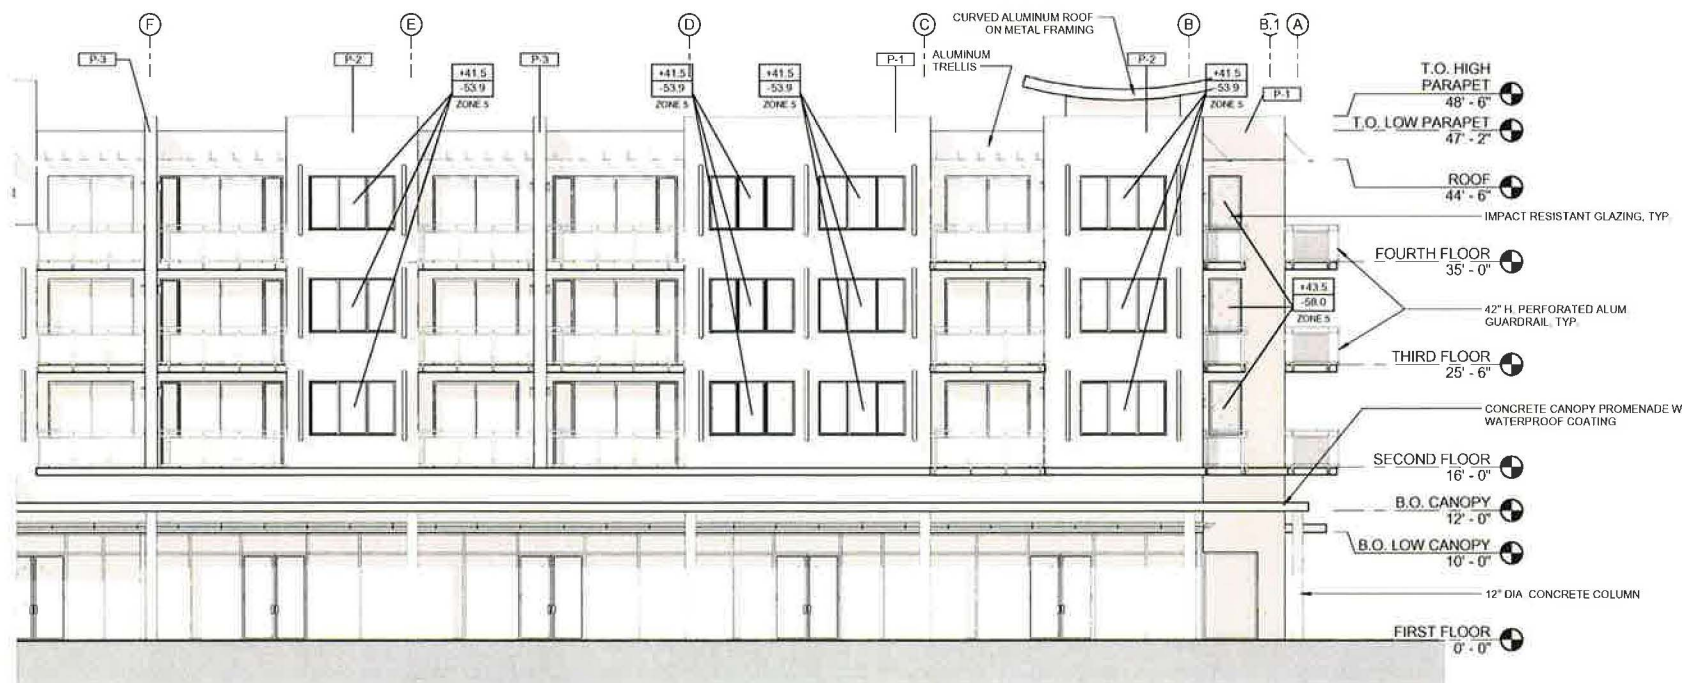 F
E
D
C
B
B.1
A
CURVED ALUMINUM ROOF
ON METAL FRAMING
P-3
P-2
P-3
P-1
P-2
P-1
ALUMINUM
TRELLIS
+41.5
-53.9
ZONE 5
+41.5
-53.9
ZONE 5
+41.5
-53.9
ZONE 5
+41.5
-53.9
ZONE 5
T.O. HIGH
PARAPET
48' - 6"
T.O. LOW PARAPET
47' - 2"
ROOF
44' - 6"
IMPACT RESISTANT GLAZING, TYP
FOURTH FLOOR
35' - 0"
+43.5
-58.0
ZONE 5
42" H. PERFORATED ALUM
GUARDRAIL, TYP.
THIRD FLOOR
25' - 6"
CONCRETE CANOPY PROMENADE W
WATERPROOF COATING
SECOND FLOOR
16' - 0"
B.O. CANOPY
12' - 0"
B.O. LOW CANOPY
10' - 0"
12" DIA CONCRETE COLUMN
FIRST FLOOR
0' - 0"